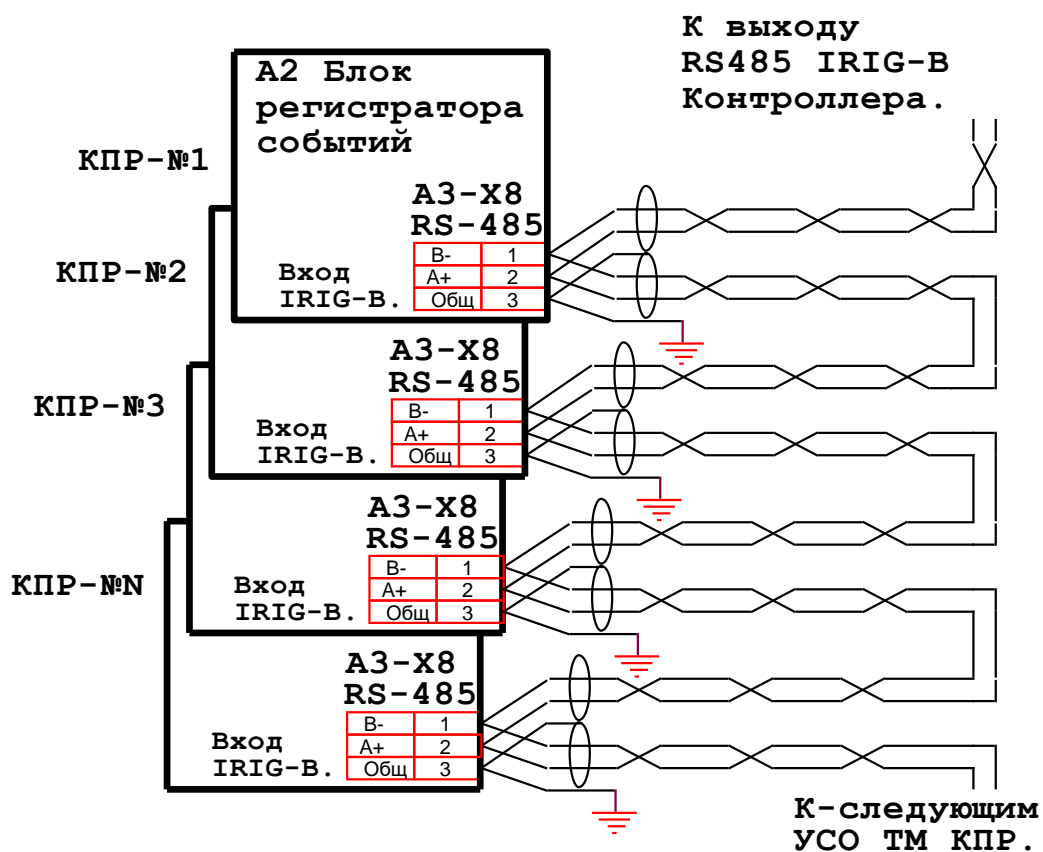 К выходу
RS485 IRIG-B
Контроллера.
А2 Блок
регистратора
событий
КПР-№1
А3-Х8
RS-485
Вход
IRIG-B.
B- 1
A+ 2
Общ 3
КПР-№2
А3-Х8
RS-485
Вход
IRIG-B.
B- 1
A+ 2
Общ 3
КПР-№3
А3-Х8
RS-485
Вход
IRIG-B.
B- 1
A+ 2
Общ 3
КПР-№N
А3-Х8
RS-485
Вход
IRIG-B.
B- 1
A+ 2
Общ 3
К-следующим
УСО ТМ КПР.